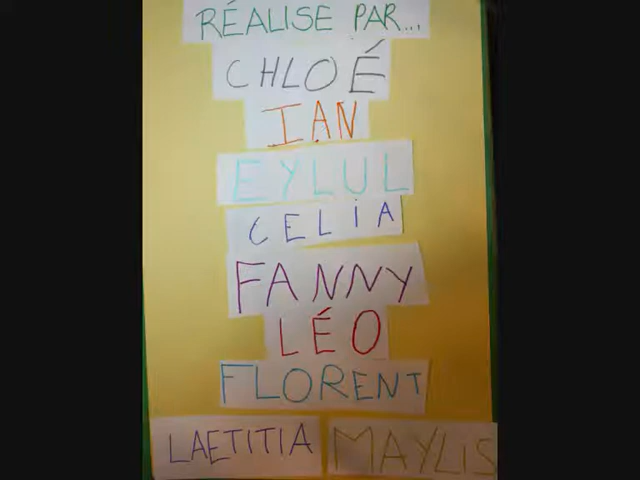 RÉALISE PAR...
CHLOÉ
IAN
EYLUL
CELiA
FANNY
LÉO
FLORENT
LAETITIA MAYLiS